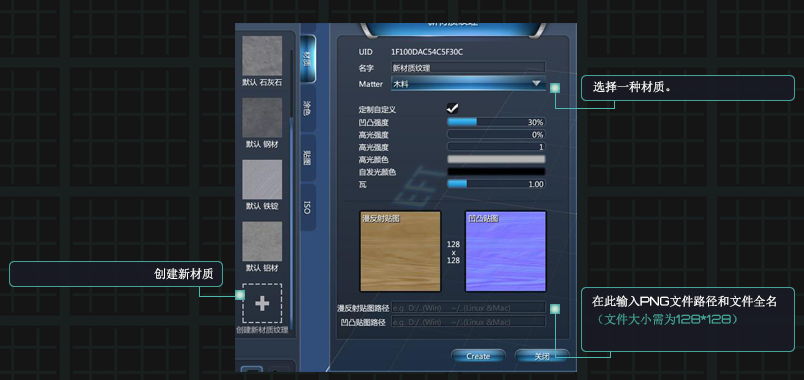 新材质纹理
UID 1F100DAC54C5F30C
名字 新材质纹理
Matter 木料
定制自定义
凹凸强度 30%
高光强度 0%
高光强度 1
高光颜色
自发光颜色
瓦 1.00
漫反射贴图
凹凸贴图
128
x
128
漫反射贴图路径 e.g. D:/..(Win) ~/..(Linux &Mac)
凹凸贴图路径 e.g. D:/..(Win) ~/..(Linux &Mac)
Create 关闭
默认 石灰石
默认 钢材
默认 铁锭
默认 铝材
创建新材质纹理
材质
涂色
贴图
ISO
EFT
选择一种材质。
创建新材质
在此输入PNG文件路径和文件全名
（文件大小需为128*128）